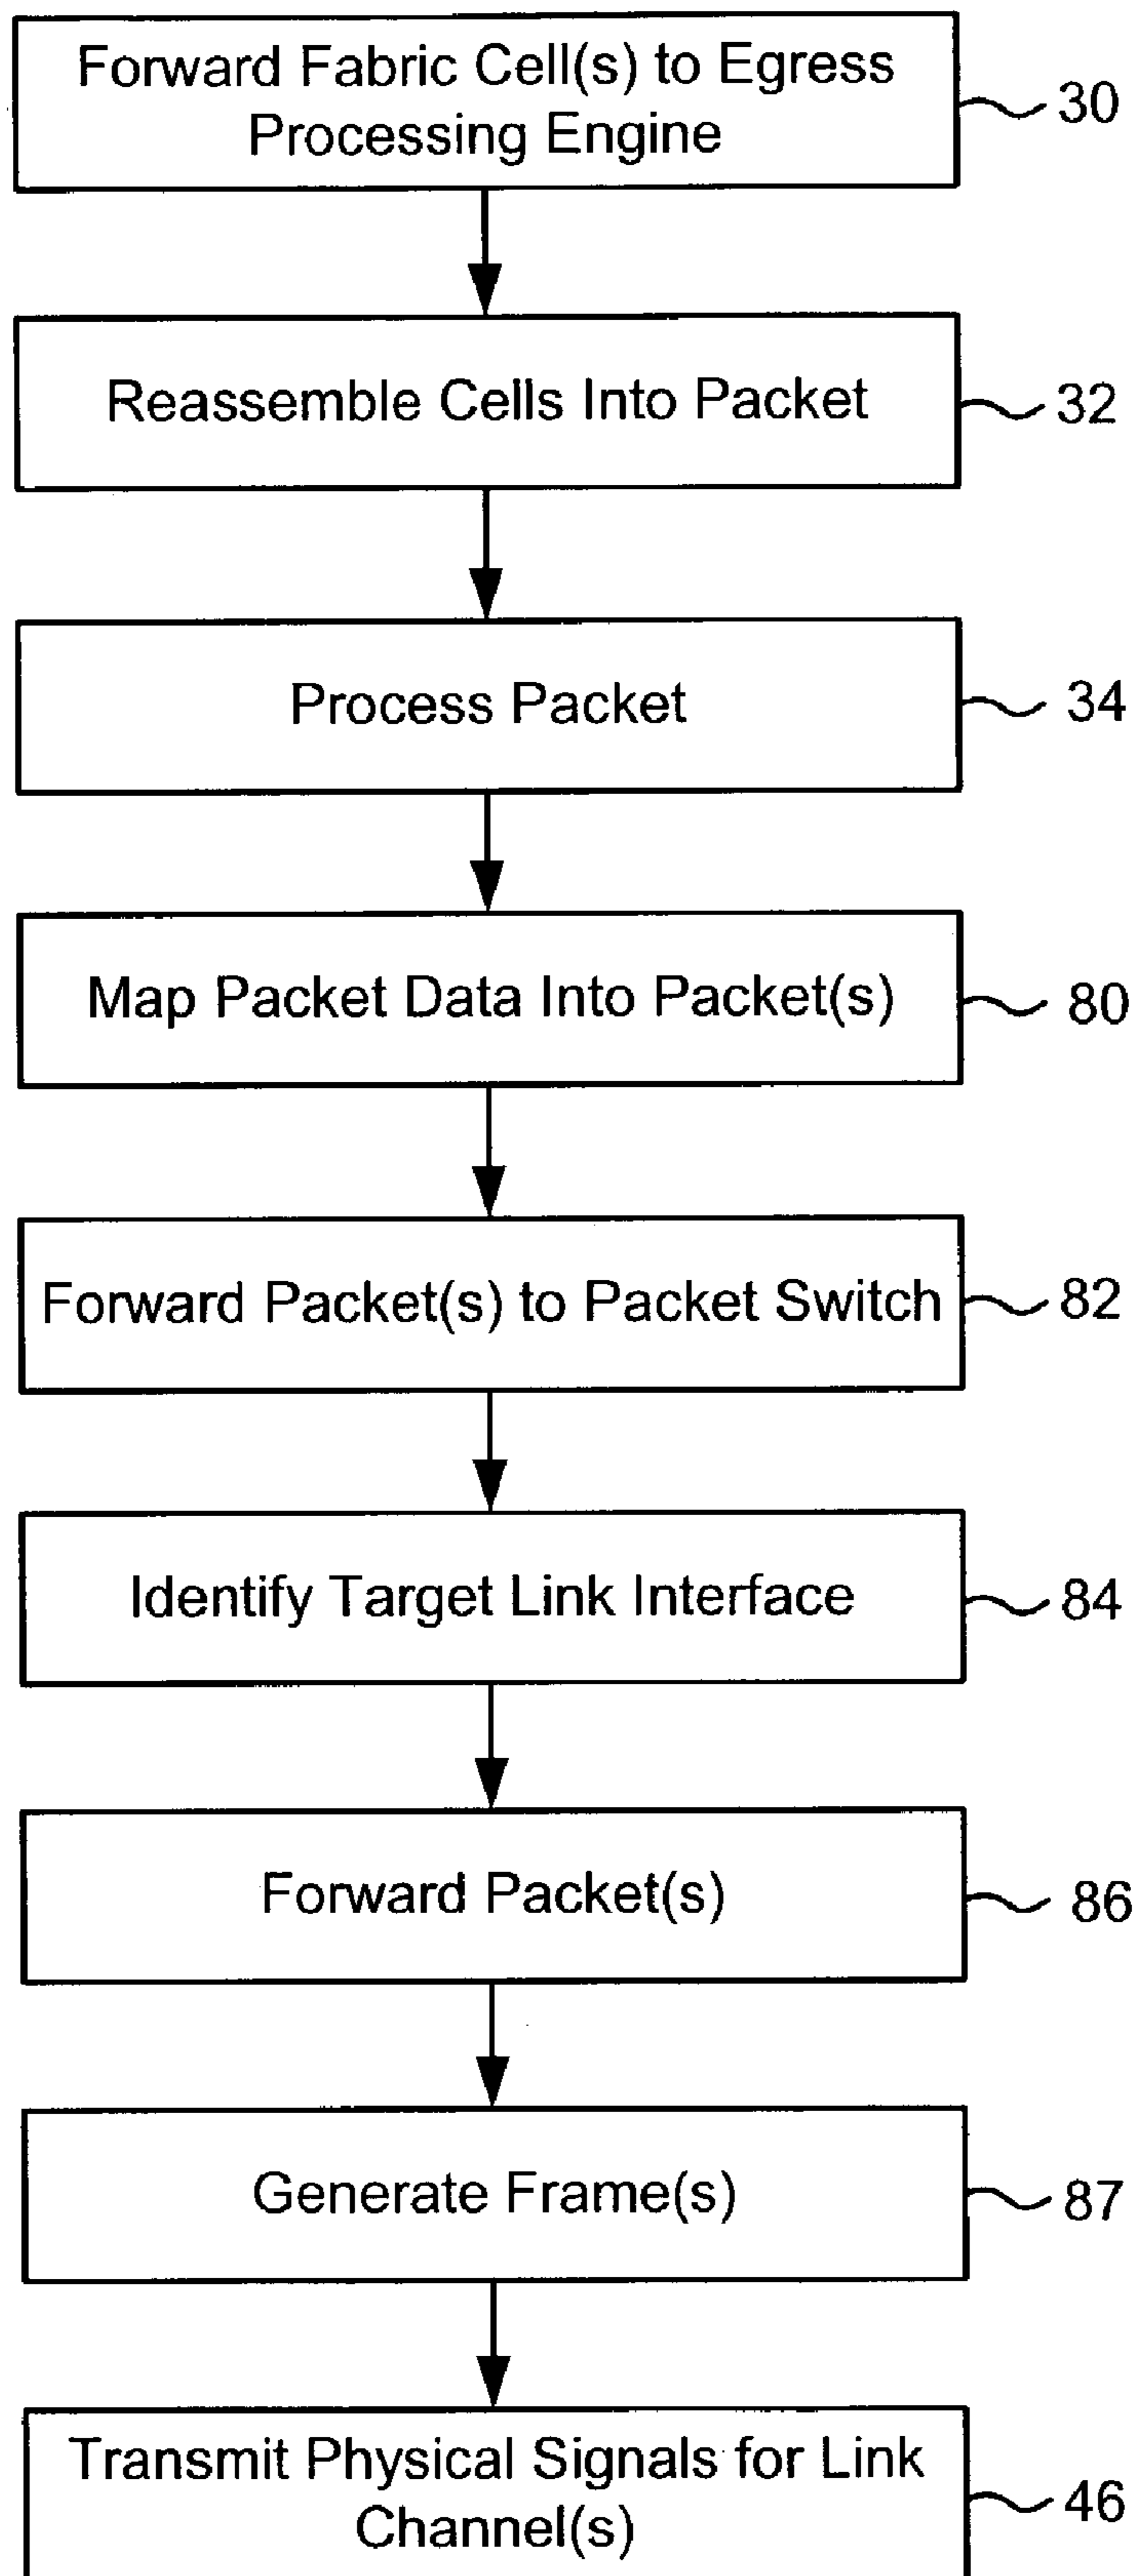 Forward Fabric Cell(s) to Egress
Processing Engine
30
Reassemble Cells Into Packet
32
Process Packet
34
Map Packet Data Into Packet(s)
80
Forward Packet(s) to Packet Switch
82
Identify Target Link Interface
84
Forward Packet(s)
86
Generate Frame(s)
87
Transmit Physical Signals for Link
Channel(s)
46